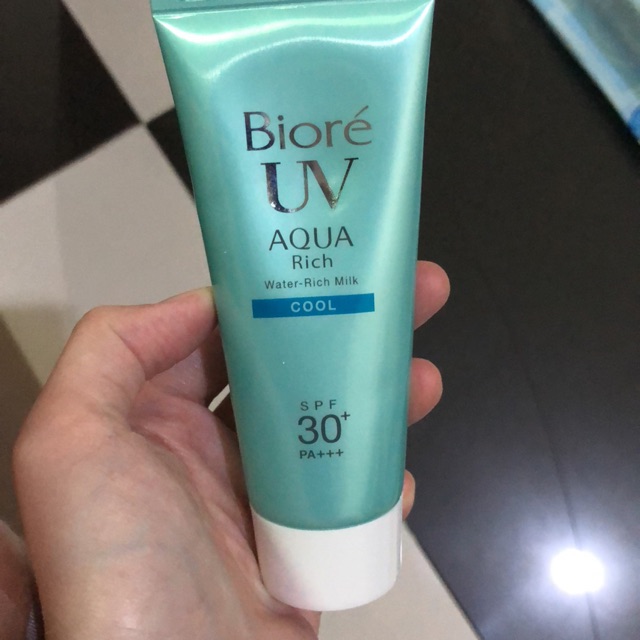 Bioré
UV
AQUA
Rich
Water-Rich Milk
COOL
SPF
30+
PA+++